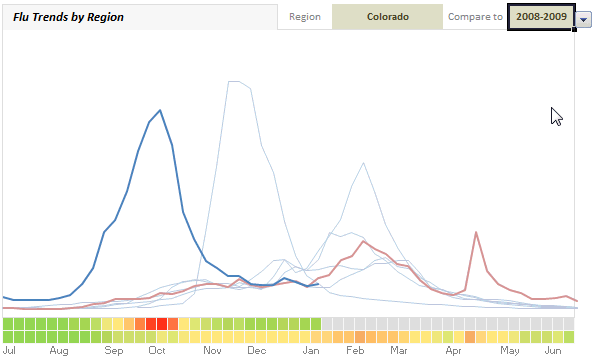 Flu Trends by Region Region Colorado Compare to 2008-2009
Jul Aug Sep Oct Nov Dec Jan Feb Mar Apr May Jun